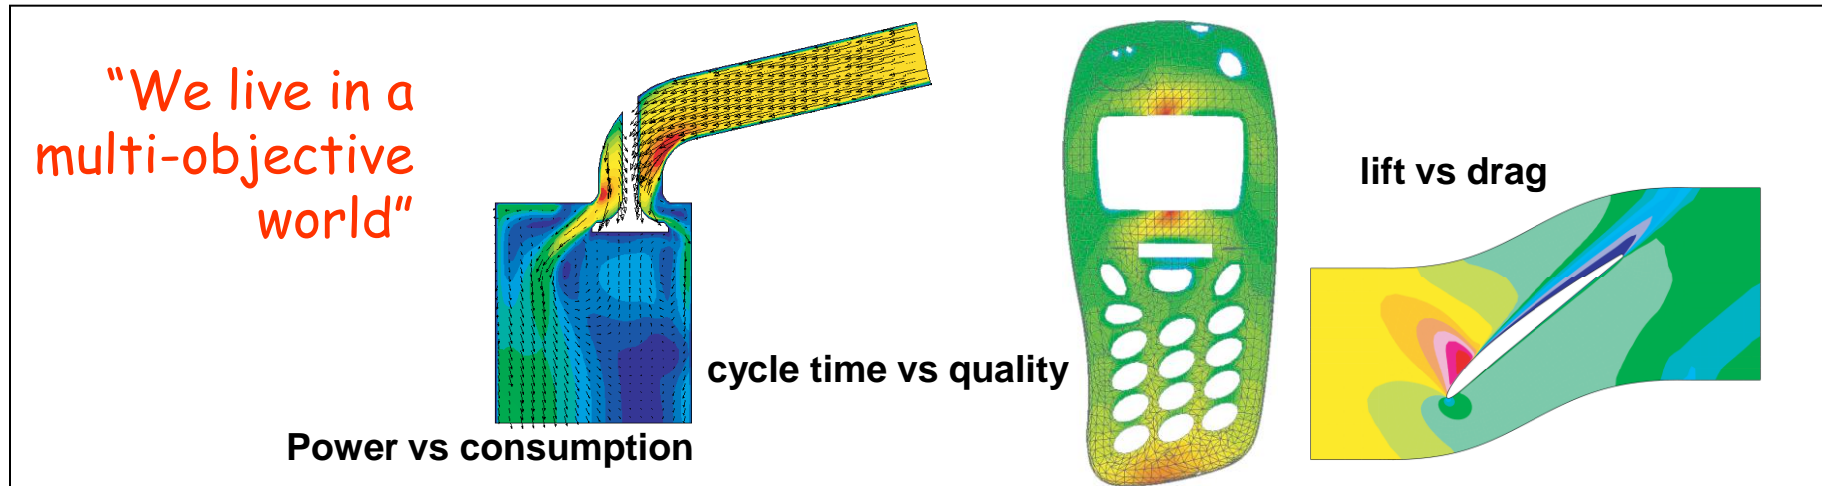 “We live in a
multi-objective
world”
lift vs drag
cycle time vs quality
Power vs consumption